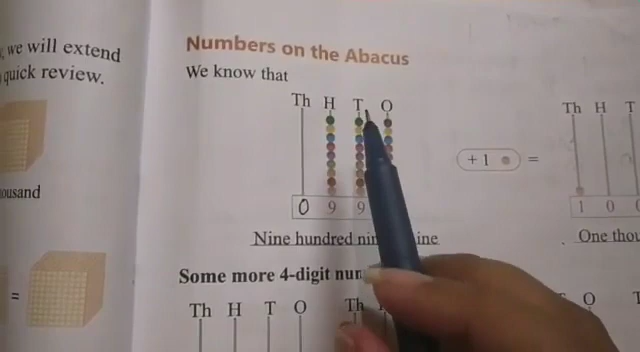 we will extend
quick review.
ousand
=
Numbers on the Abacus
We know that
Th H T O
0 9 9
Nine hundred nin ine
+ 1 =
Th H T
1 0
One thou
Some more 4-digit nu
Th H T O
Th
O